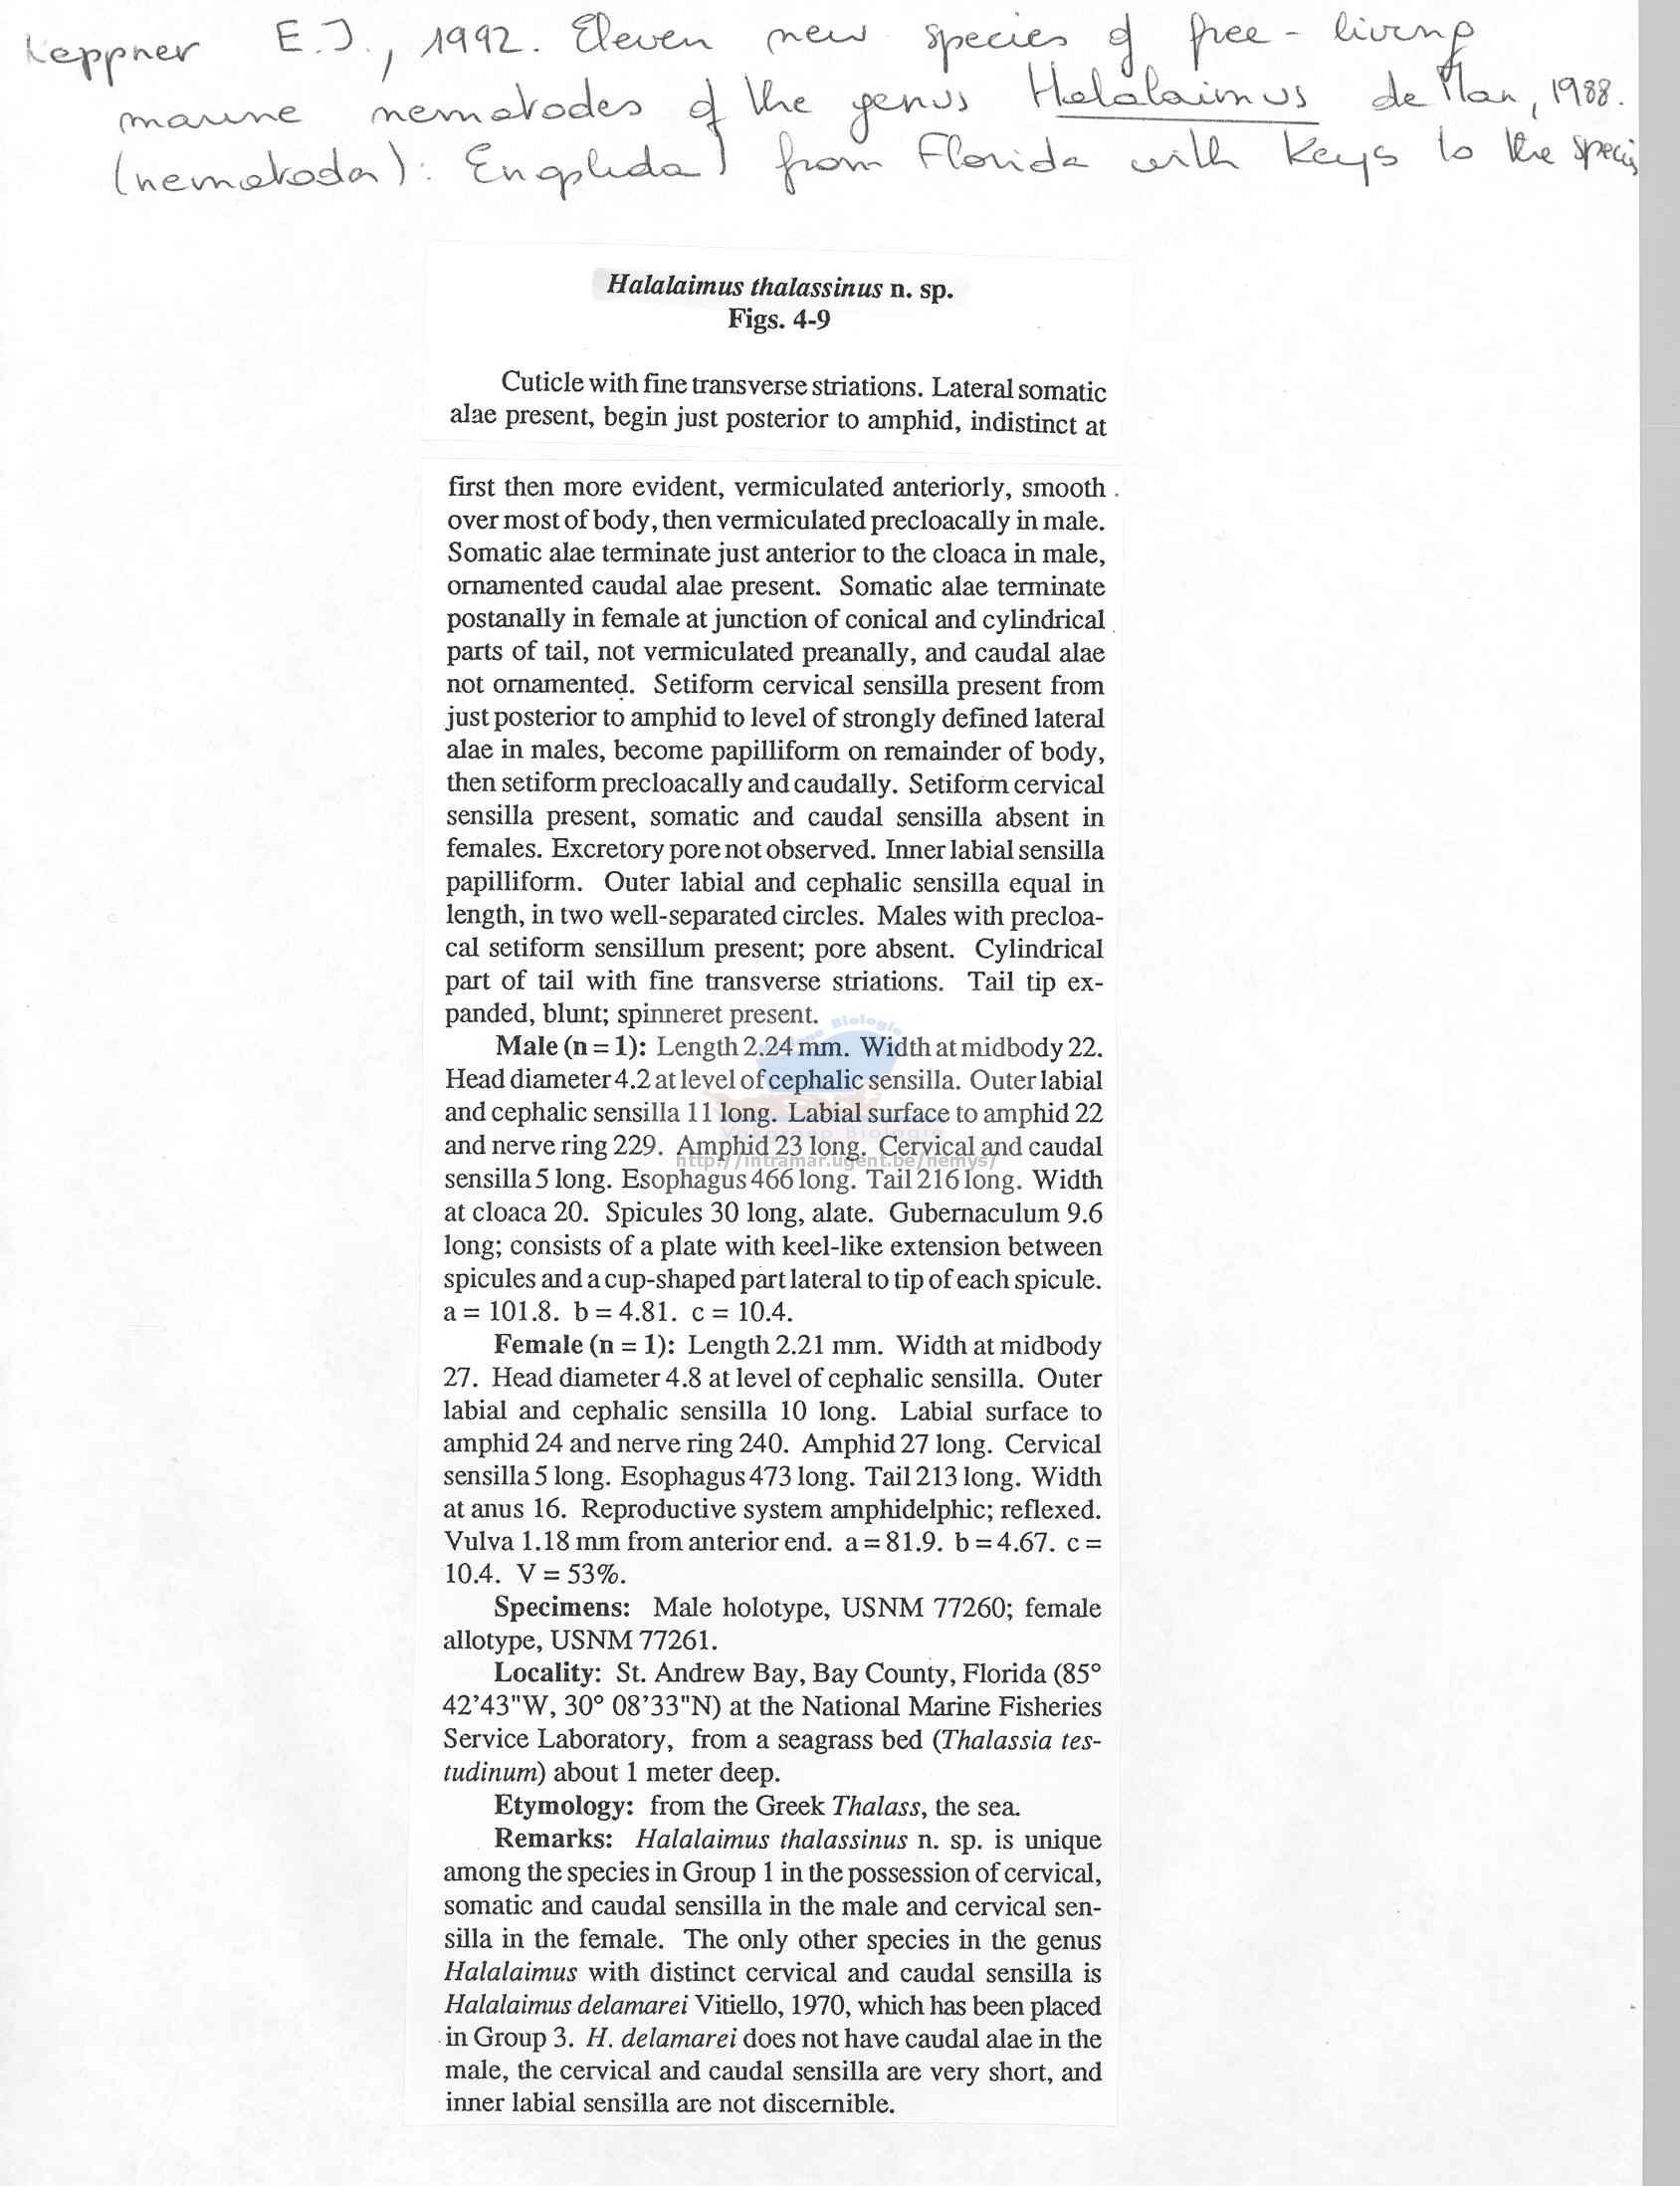 Keppner E.J., 1992. Eleven new species of free-living
marine nematodes of the genus Halalaimus de Man, 1988.
(nematoda): Enoplida) from Florida with keys to the species
Halalaimus thalassinus n. sp.
Figs. 4-9
Cuticle with fine transverse striations. Lateral somatic
alae present, begin just posterior to amphid, indistinct at
first then more evident, vermiculated anteriorly, smooth
over most of body, then vermiculated precloacally in male.
Somatic alae terminate just anterior to the cloaca in male,
ornamented caudal alae present. Somatic alae terminate
postanally in female at junction of conical and cylindrical
parts of tail, not vermiculated preanally, and caudal alae
not ornamented. Setiform cervical sensilla present from
just posterior to amphid to level of strongly defined lateral
alae in males, become papilliform on remainder of body,
then setiform precloacally and caudally. Setiform cervical
sensilla present, somatic and caudal sensilla absent in
females. Excretory pore not observed. Inner labial sensilla
papilliform. Outer labial and cephalic sensilla equal in
length, in two well-separated circles. Males with precloa-
cal setiform sensillum present; pore absent. Cylindrical
part of tail with fine transverse striations. Tail tip ex-
panded, blunt; spinneret present.
Male (n = 1): Length 2.24 mm. Width at midbody 22.
Head diameter 4.2 at level of cephalic sensilla. Outer labial
and cephalic sensilla 11 long. Labial surface to amphid 22
and nerve ring 229. Amphid 23 long. Cervical and caudal
sensilla 5 long. Esophagus 466 long. Tail 216 long. Width
at cloaca 20. Spicules 30 long, alate. Gubernaculum 9.6
long; consists of a plate with keel-like extension between
spicules and a cup-shaped part lateral to tip of each spicule.
a = 101.8. b = 4.81. c = 10.4.
Female (n = 1): Length 2.21 mm. Width at midbody
27. Head diameter 4.8 at level of cephalic sensilla. Outer
labial and cephalic sensilla 10 long. Labial surface to
amphid 24 and nerve ring 240. Amphid 27 long. Cervical
sensilla 5 long. Esophagus 473 long. Tail 213 long. Width
at anus 16. Reproductive system amphidelphic; reflexed.
Vulva 1.18 mm from anterior end. a = 81.9. b = 4.67. c =
10.4. V = 53%.
Specimens: Male holotype, USNM 77260; female
allotype, USNM 77261.
Locality: St. Andrew Bay, Bay County, Florida (85°
42'43"W, 30° 08'33"N) at the National Marine Fisheries
Service Laboratory, from a seagrass bed (Thalassia tes-
tudinum) about 1 meter deep.
Etymology: from the Greek Thalass, the sea.
Remarks: Halalaimus thalassinus n. sp. is unique
among the species in Group 1 in the possession of cervical,
somatic and caudal sensilla in the male and cervical sen-
silla in the female. The only other species in the genus
Halalaimus with distinct cervical and caudal sensilla is
Halalaimus delamarei Vitiello, 1970, which has been placed
in Group 3. H. delamarei does not have caudal alae in the
male, the cervical and caudal sensilla are very short, and
inner labial sensilla are not discernible.
Biologie
Vakgroep Biologie
http://intramar.ugent.be/nemys/